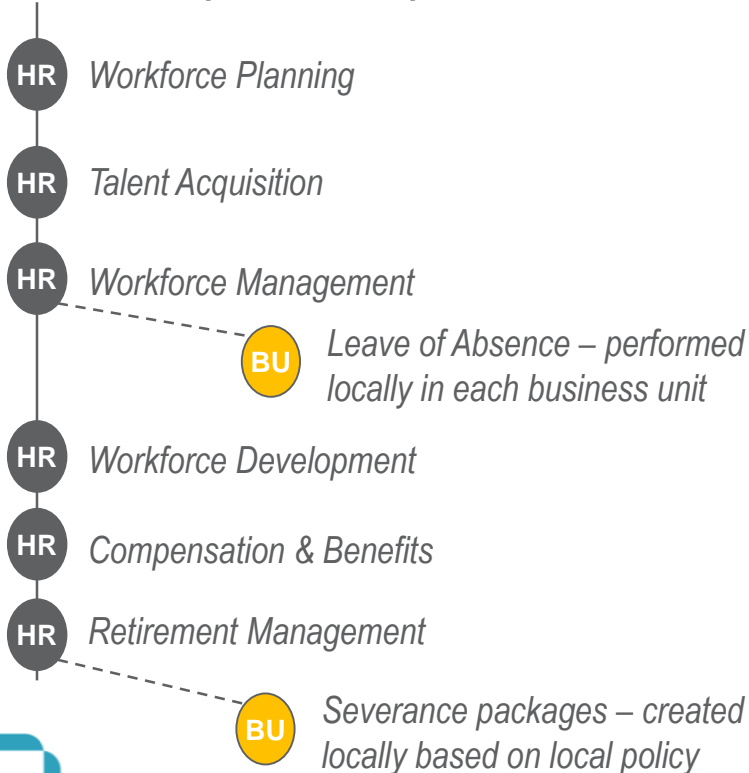 HR Workforce Planning
HR Talent Acquisition
HR Workforce Management
BU Leave of Absence – performed
locally in each business unit
HR Workforce Development
HR Compensation & Benefits
HR Retirement Management
BU Severance packages – created
locally based on local policy